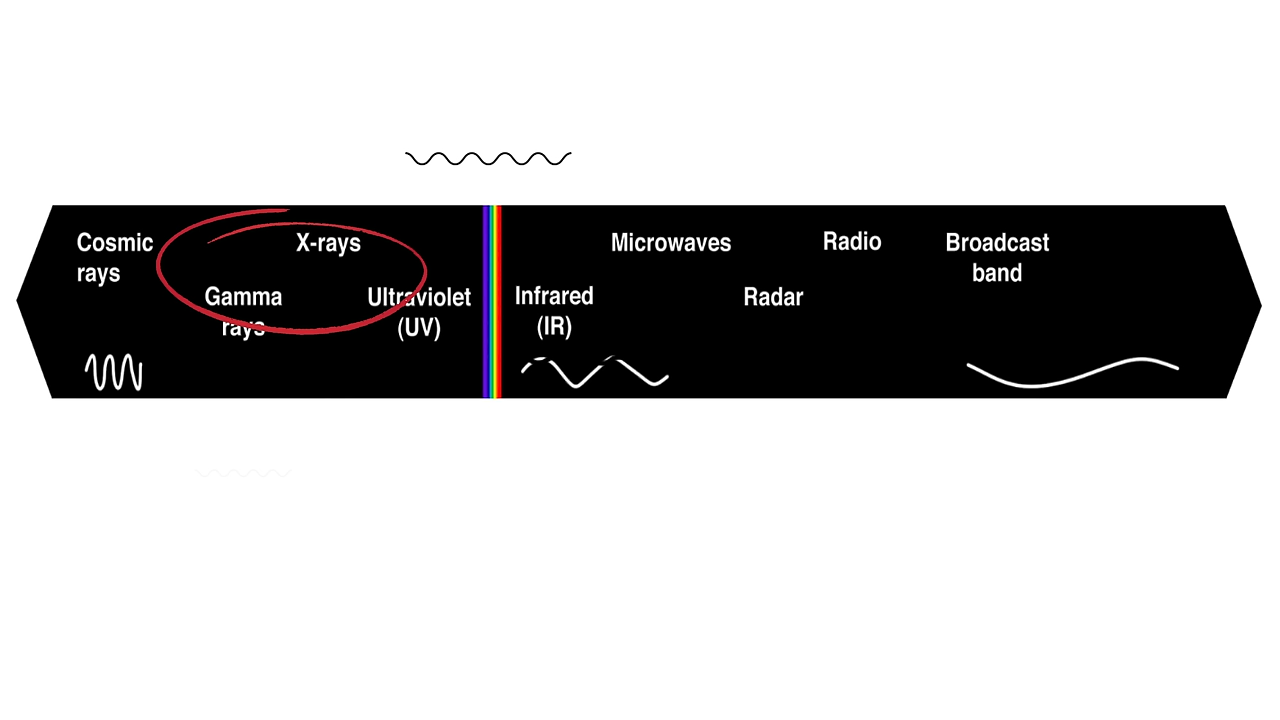 Cosmic
rays
Gamma
rays
X-rays
Ultraviolet
(UV)
Infrared
(IR)
Microwaves
Radar
Radio
Broadcast
band